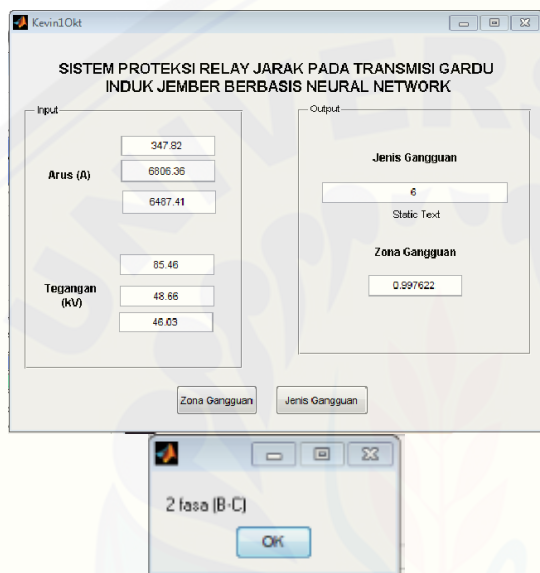 Kevin1Okt
SISTEM PROTEKSI RELAY JARAK PADA TRANSMISI GARDU
INDUK JEMBER BERBASIS NEURAL NETWORK
Input
Arus (A)
347.82
6806.36
6487.41
Tegangan
(kV)
85.46
48.66
46.03
Output
Jenis Gangguan
6
Static Text
Zona Gangguan
0.997622
Zona Gangguan
Jenis Gangguan
2 fasa (B-C)
OK